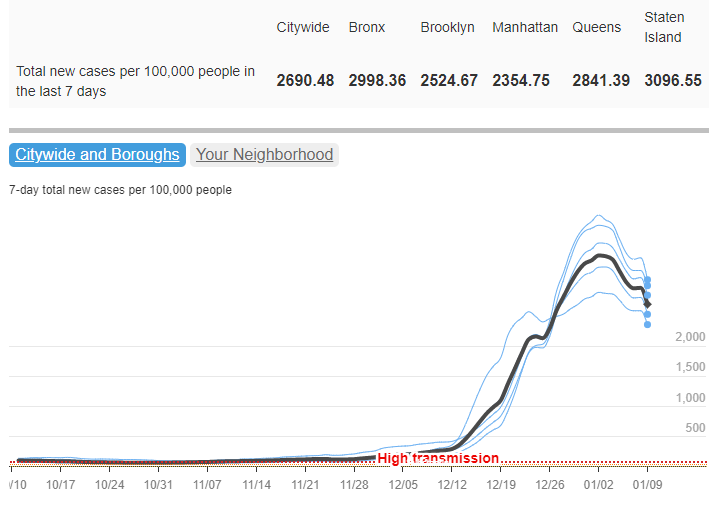 Citywide Bronx Brooklyn Manhattan Queens Staten Island
Total new cases per 100,000 people in
the last 7 days
2690.48 2998.36 2524.67 2354.75 2841.39 3096.55
Citywide and Boroughs Your Neighborhood
7-day total new cases per 100,000 people
2,000
1,500
1,000
500
High transmission
/10 10/17 10/24 10/31 11/07 11/14 11/21 11/28 12/05 12/12 12/19 12/26 01/02 01/09